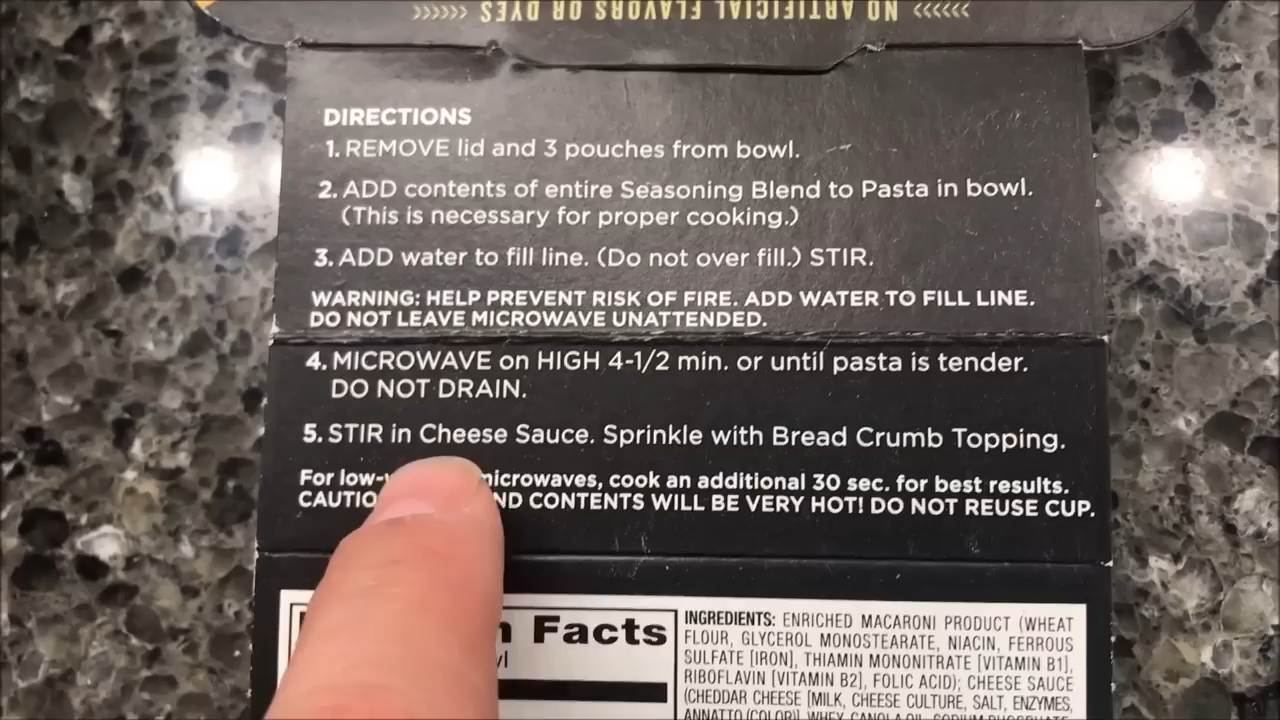 <<<<<< NO ARTIFICIAL FLAVORS OR DYES >>>>>>
DIRECTIONS
1. REMOVE lid and 3 pouches from bowl.
2. ADD contents of entire Seasoning Blend to Pasta in bowl.
(This is necessary for proper cooking.)
3. ADD water to fill line. (Do not over fill.) STIR.
WARNING: HELP PREVENT RISK OF FIRE. ADD WATER TO FILL LINE.
DO NOT LEAVE MICROWAVE UNATTENDED.
4. MICROWAVE on HIGH 4-1/2 min. or until pasta is tender.
DO NOT DRAIN.
5. STIR in Cheese Sauce. Sprinkle with Bread Crumb Topping.
For microwaves, cook an additional 30 sec. for best results.
CONTENTS WILL BE VERY HOT! DO NOT REUSE CUP.
Facts
INGREDIENTS: ENRICHED MACARONI PRODUCT (WHEAT
FLOUR, GLYCEROL MONOSTEARATE, NIACIN, FERROUS
SULFATE [IRON], THIAMIN MONONITRATE [VITAMIN B1],
RIBOFLAVIN [VITAMIN B2], FOLIC ACID); CHEESE SAUCE
(CHEDDAR CHEESE [MILK, CHEESE CULTURE, SALT, ENZYMES,
ANNATTO (COLOR)], WHEY, CANOLA OIL, SODIUM PHOSPHATE,